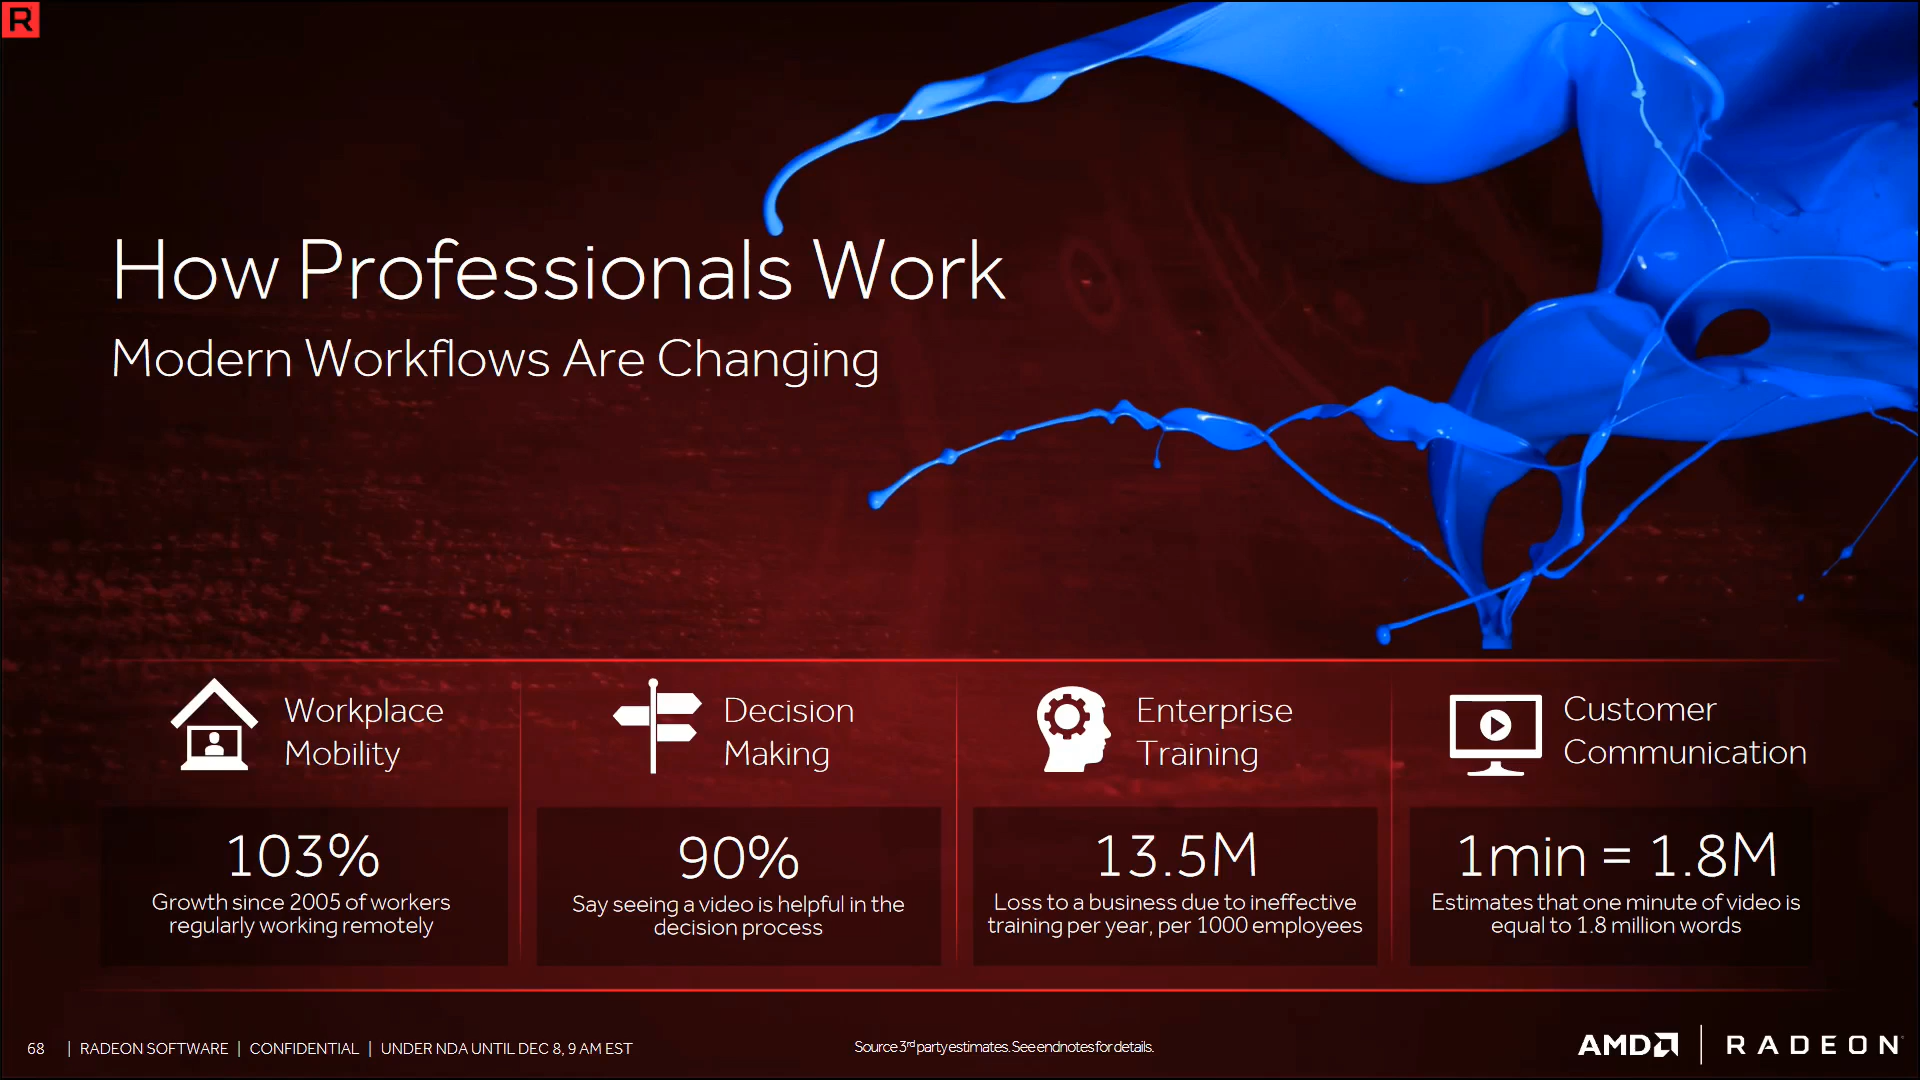 R
How Professionals Work
Modern Workflows Are Changing
Workplace
Mobility
103%
Growth since 2005 of workers
regularly working remotely
Decision
Making
90%
Say seeing a video is helpful in the
decision process
Enterprise
Training
13.5M
Loss to a business due to ineffective
training per year, per 1000 employees
Customer
Communication
1min = 1.8M
Estimates that one minute of video is
equal to 1.8 million words
68 | RADEON SOFTWARE | CONFIDENTIAL | UNDER NDA UNTIL DEC 8, 9 AM EST
Source 3rd party estimates. See endnotes for details.
AMD | RADEON